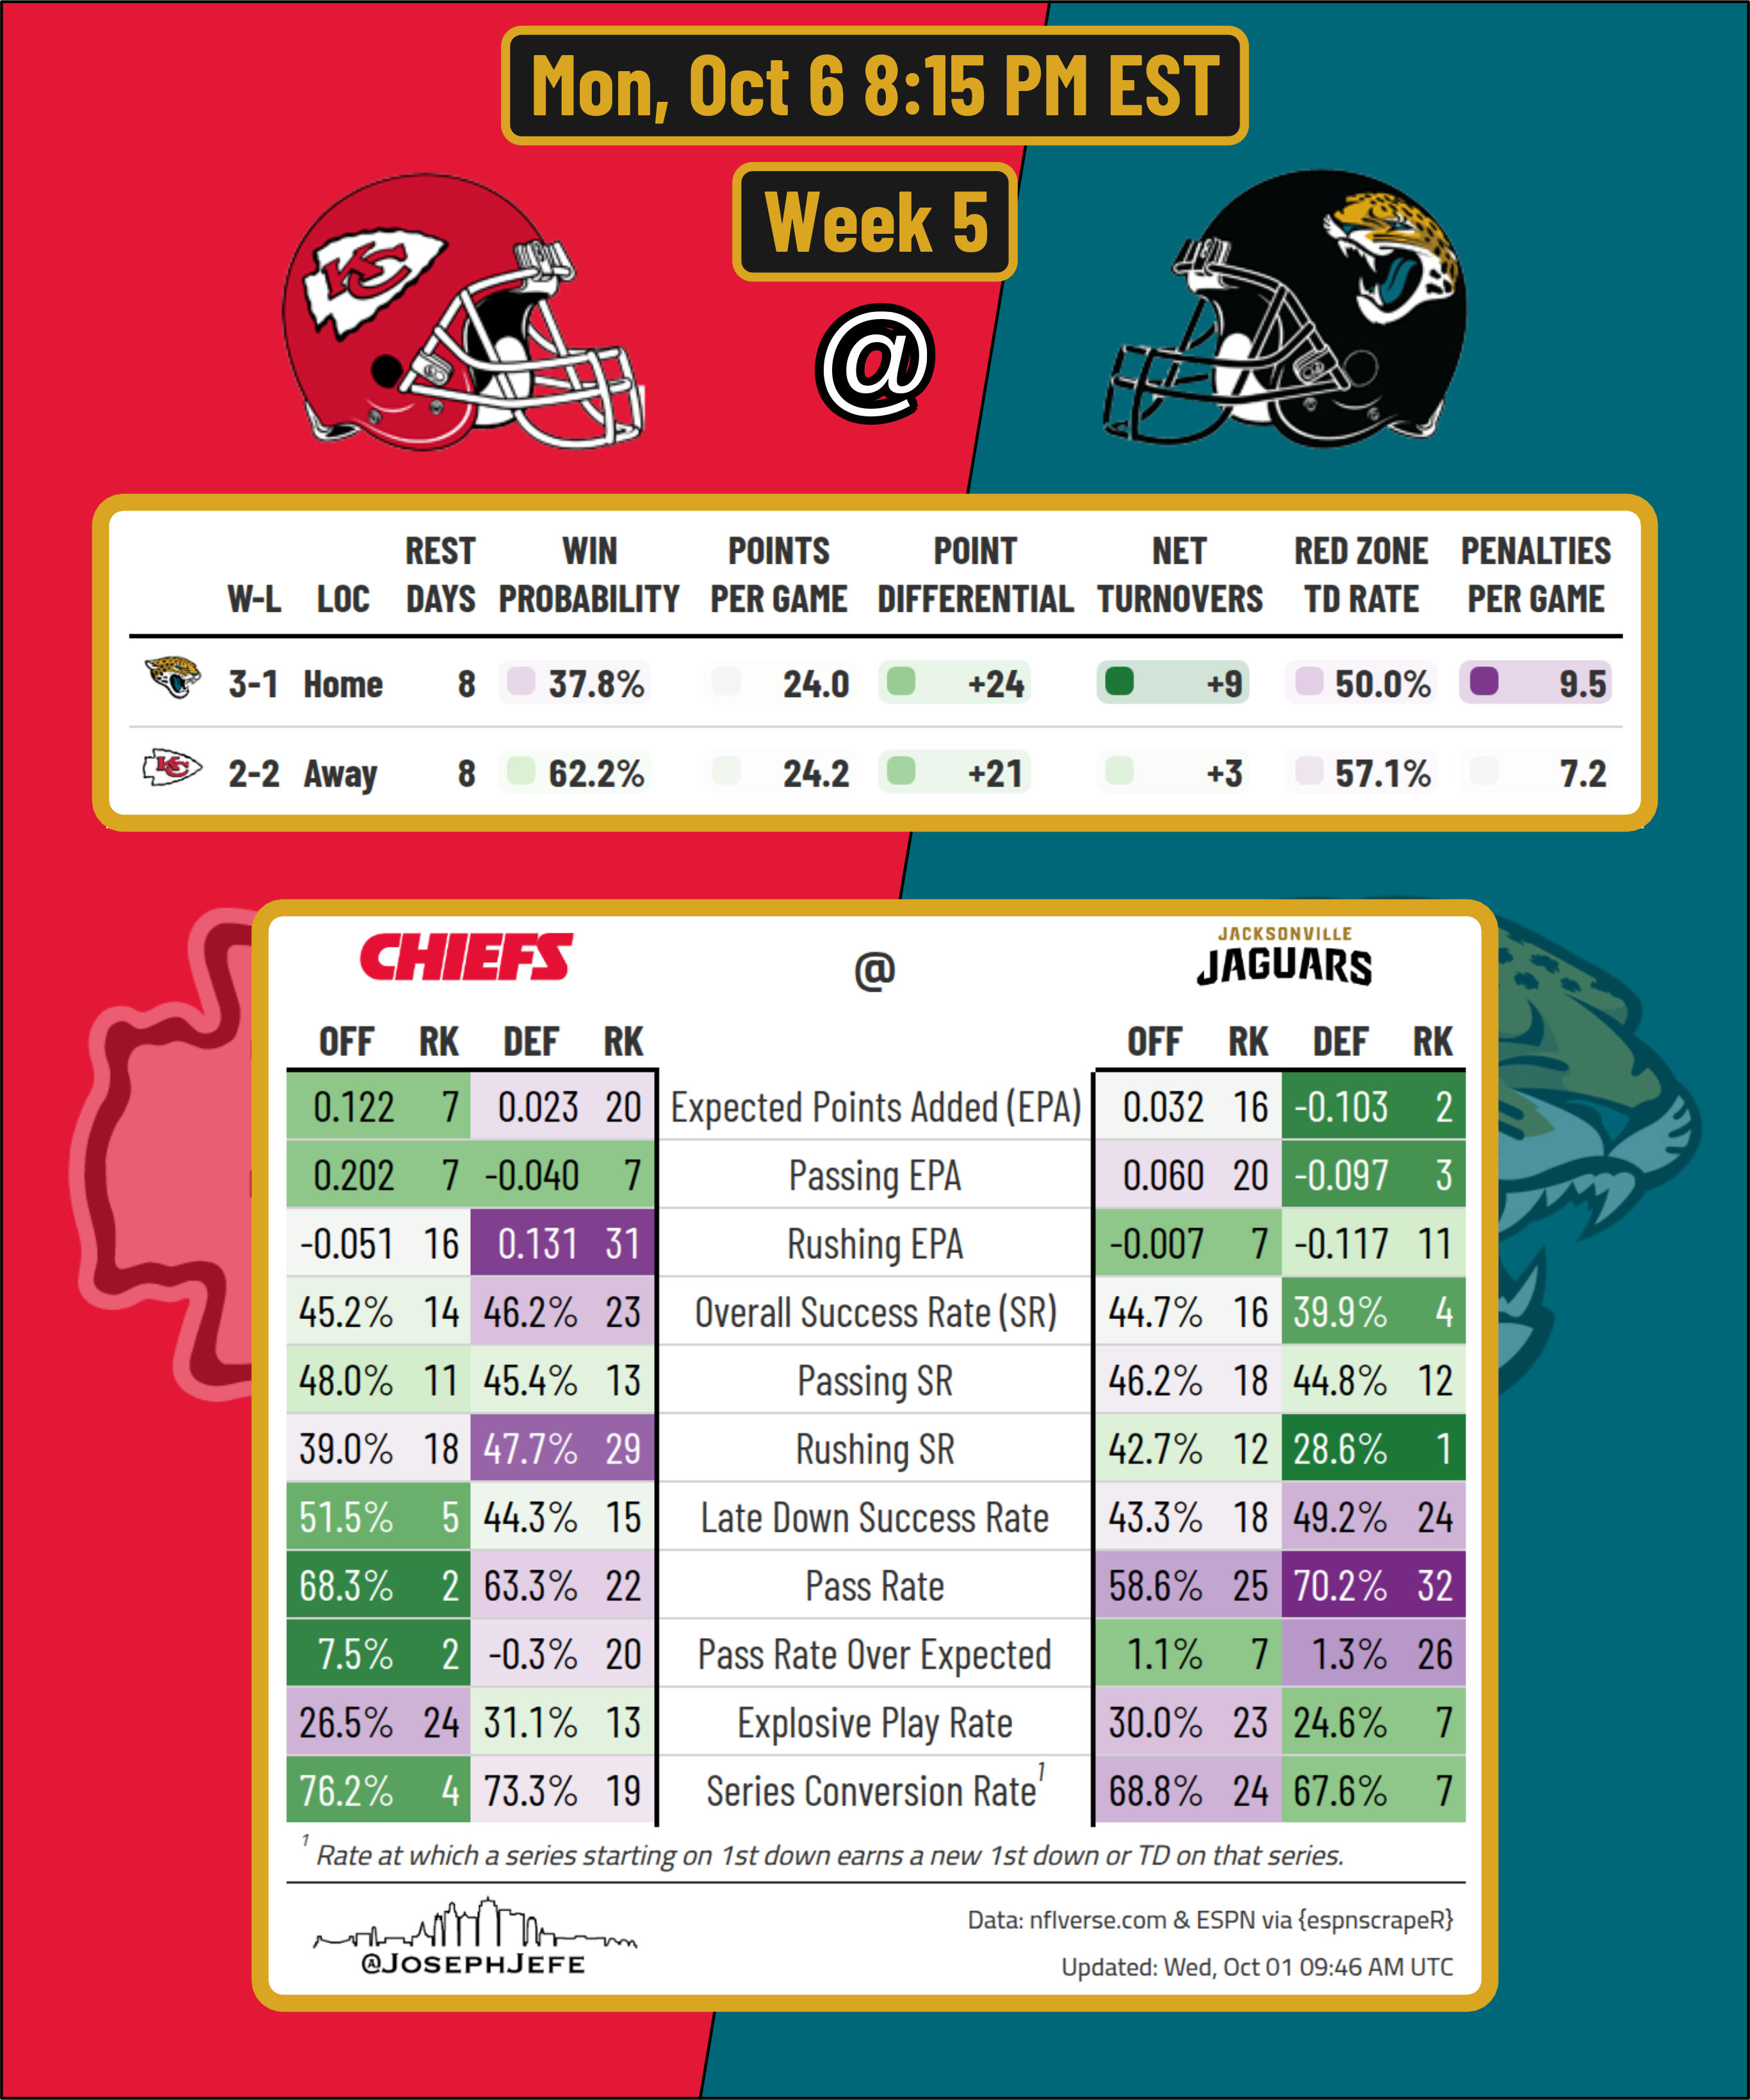 Mon, Oct 6 8:15 PM EST
Week 5
KC
@
REST WIN POINTS POINT NET RED ZONE PENALTIES
W-L LOC DAYS PROBABILITY PER GAME DIFFERENTIAL TURNOVERS TD RATE PER GAME
3-1 Home 8 37.8% 24.0 +24 +9 50.0% 9.5
KC 2-2 Away 8 62.2% 24.2 +21 +3 57.1% 7.2
CHIEFS @ JACKSONVILLE JAGUARS
OFF RK DEF RK OFF RK DEF RK
0.122 7 0.023 20 Expected Points Added (EPA) 0.032 16 -0.103 2
0.202 7 -0.040 7 Passing EPA 0.060 20 -0.097 3
-0.051 16 0.131 31 Rushing EPA -0.007 7 -0.117 11
45.2% 14 46.2% 23 Overall Success Rate (SR) 44.7% 16 39.9% 4
48.0% 11 45.4% 13 Passing SR 46.2% 18 44.8% 12
39.0% 18 47.7% 29 Rushing SR 42.7% 12 28.6% 1
51.5% 5 44.3% 15 Late Down Success Rate 43.3% 18 49.2% 24
68.3% 2 63.3% 22 Pass Rate 58.6% 25 70.2% 32
7.5% 2 -0.3% 20 Pass Rate Over Expected 1.1% 7 1.3% 26
26.5% 24 31.1% 13 Explosive Play Rate 30.0% 23 24.6% 7
76.2% 4 73.3% 19 Series Conversion Rate¹ 68.8% 24 67.6% 7
¹ Rate at which a series starting on 1st down earns a new 1st down or TD on that series.
@JOSEPHJEFE
Data: nflverse.com & ESPN via {espnscrapeR}
Updated: Wed, Oct 01 09:46 AM UTC